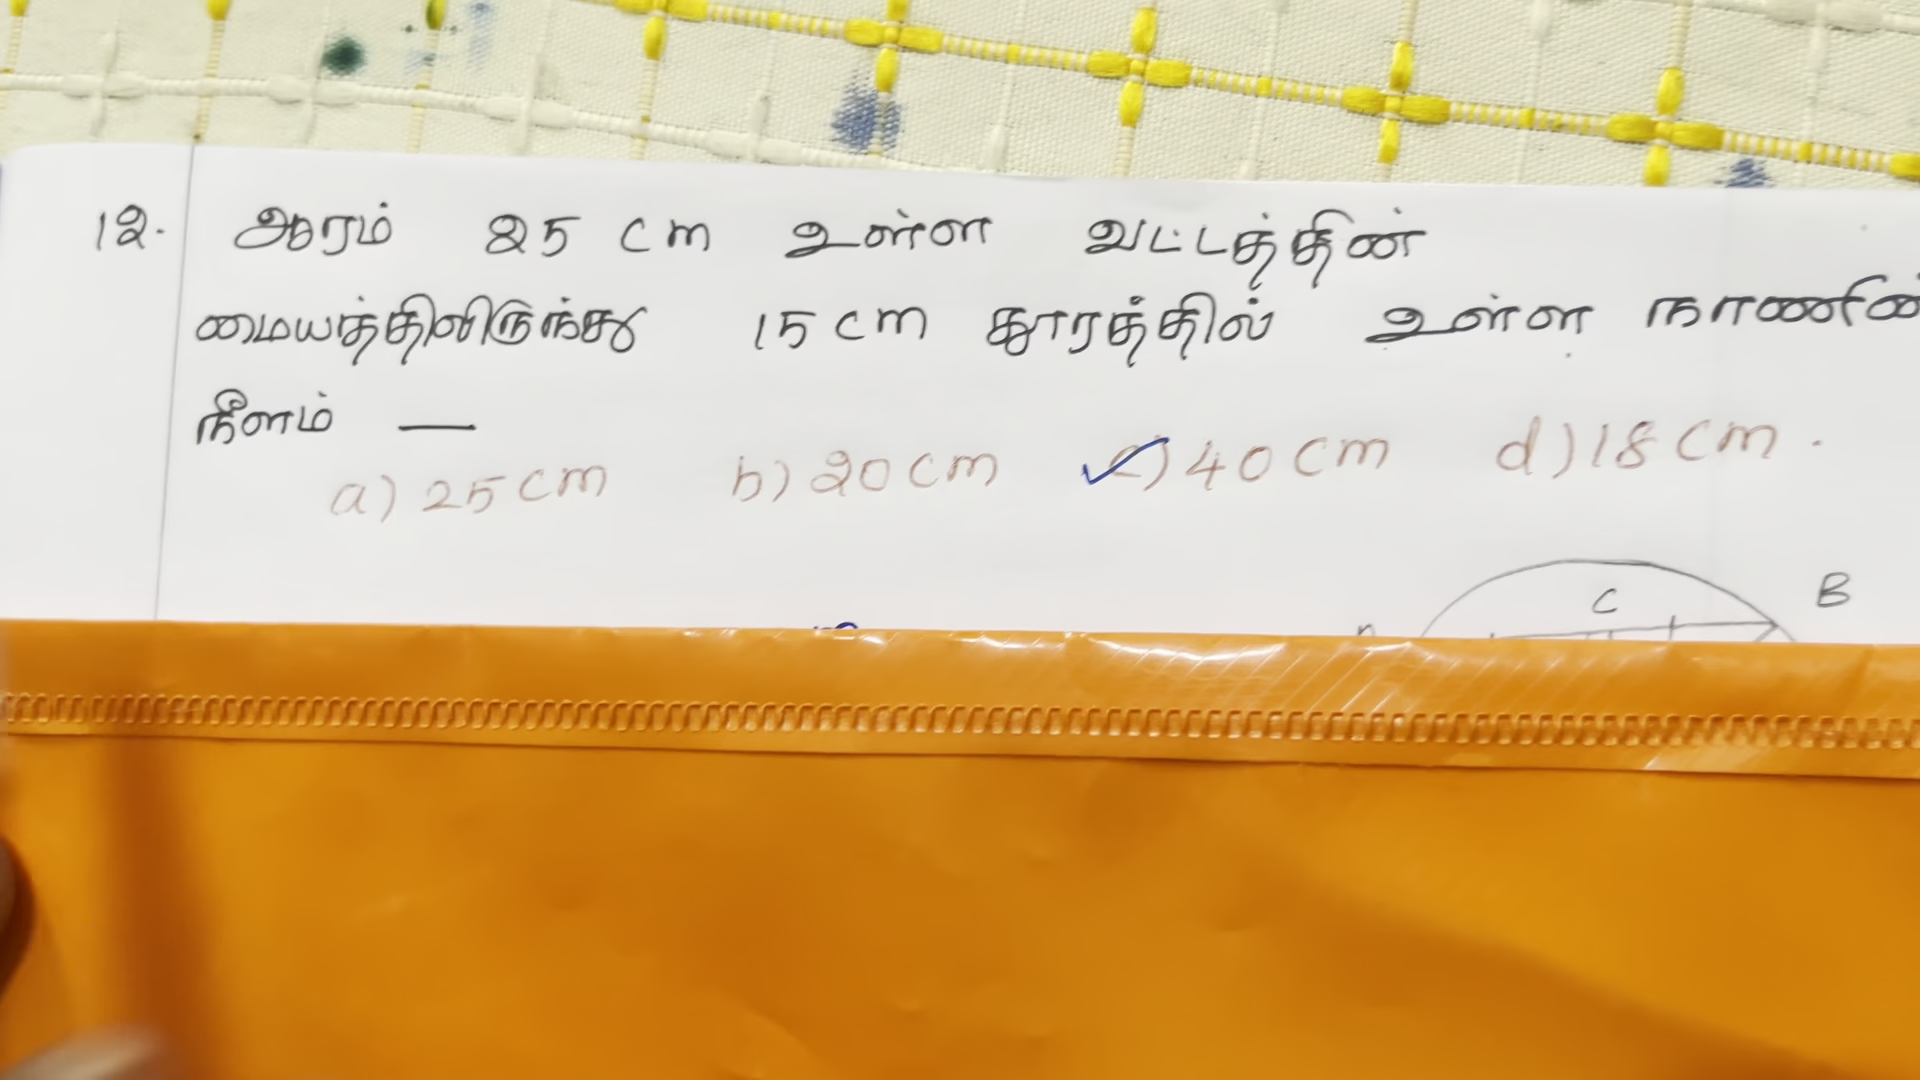 12. ஆரம் 25 cm உள்ள வட்டத்தின்
மையத்திலிருந்து 15 cm தூரத்தில் உள்ள நாணின்
நீளம் —
a) 25 cm b) 20 cm c) 40 cm d) 18 cm.
C B